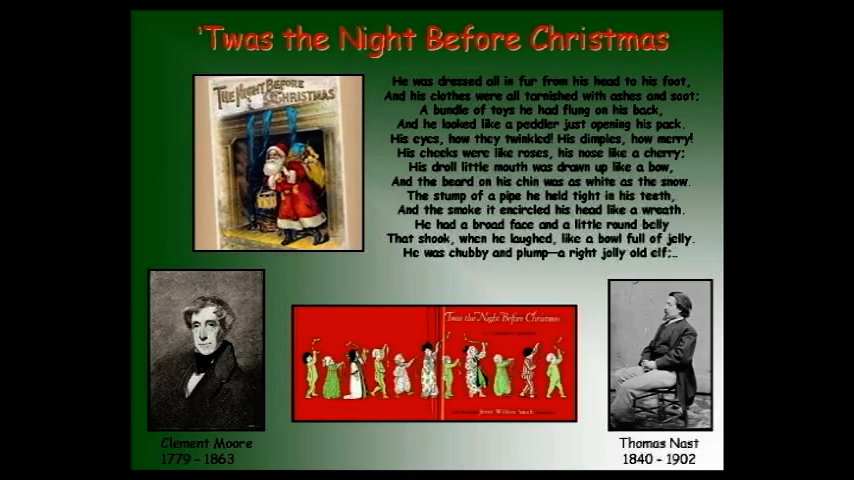 'Twas the Night Before Christmas
THE NIGHT BEFORE CHRISTMAS
He was dressed all in fur from his head to his foot,
And his clothes were all tarnished with ashes and soot;
A bundle of toys he had flung on his back,
And he looked like a peddler just opening his pack.
His eyes, how they twinkled! His dimples, how merry!
His cheeks were like roses, his nose like a cherry;
His droll little mouth was drawn up like a bow,
And the beard on his chin was as white as the snow.
The stump of a pipe he held tight in his teeth,
And the smoke it encircled his head like a wreath.
He had a broad face and a little round belly
That shook, when he laughed, like a bowl full of jelly.
He was chubby and plump—a right jolly old elf;..
'Twas the Night Before Christmas
Jessie Willcox Smith
Clement Moore
1779 - 1863
Thomas Nast
1840 - 1902